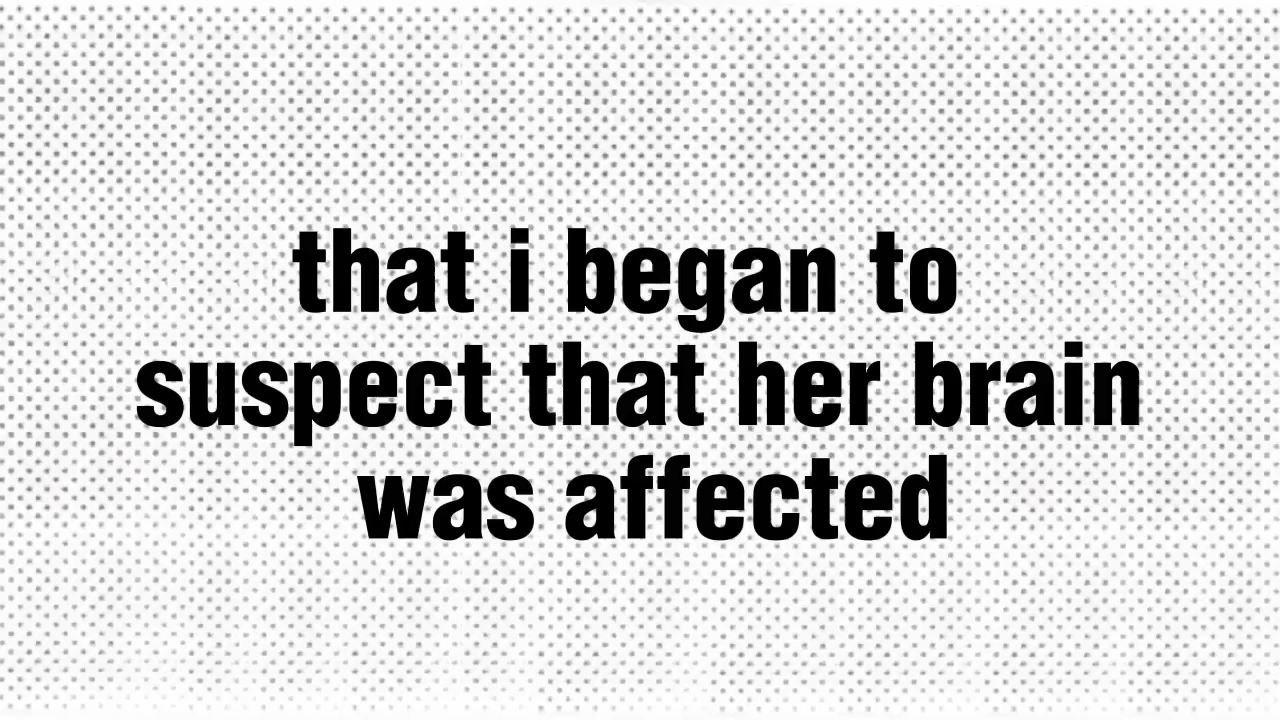 that i began to
suspect that her brain
was affected